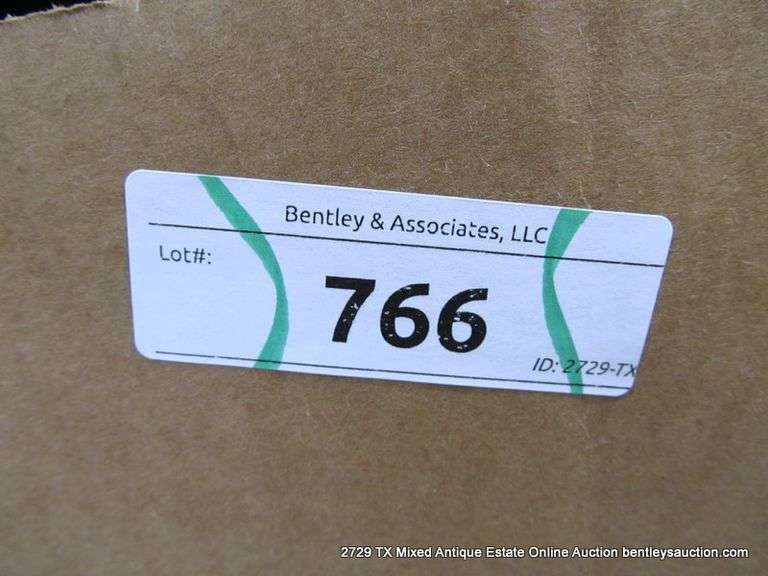 Bentley & Associates, LLC
Lot#:
766
ID: 2729-TX
2729 TX Mixed Antique Estate Online Auction bentleysauction.com